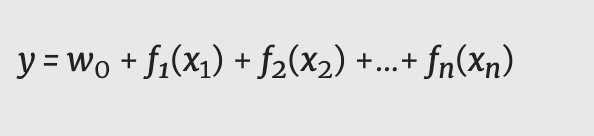 y = w₀ + f₁(x₁) + f₂(x₂) +...+ fₙ(xₙ)